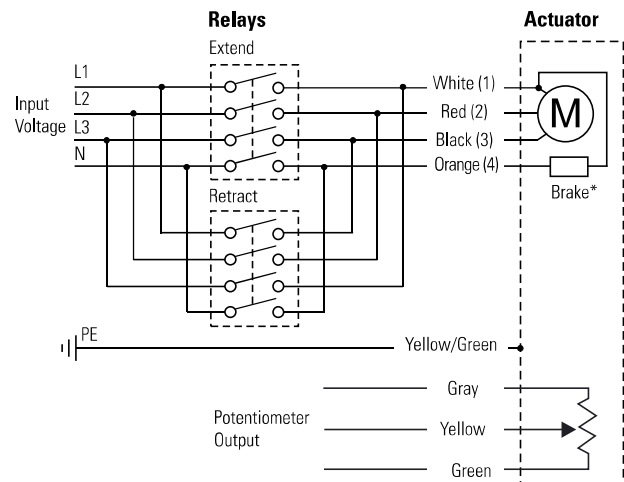 Relays
Actuator
Extend
L1
L2
L3
N
Input
Voltage
White (1)
Red (2)
Black (3)
Orange (4)
M
Brake*
Retract
PE
Yellow/Green
Potentiometer
Output
Gray
Yellow
Green